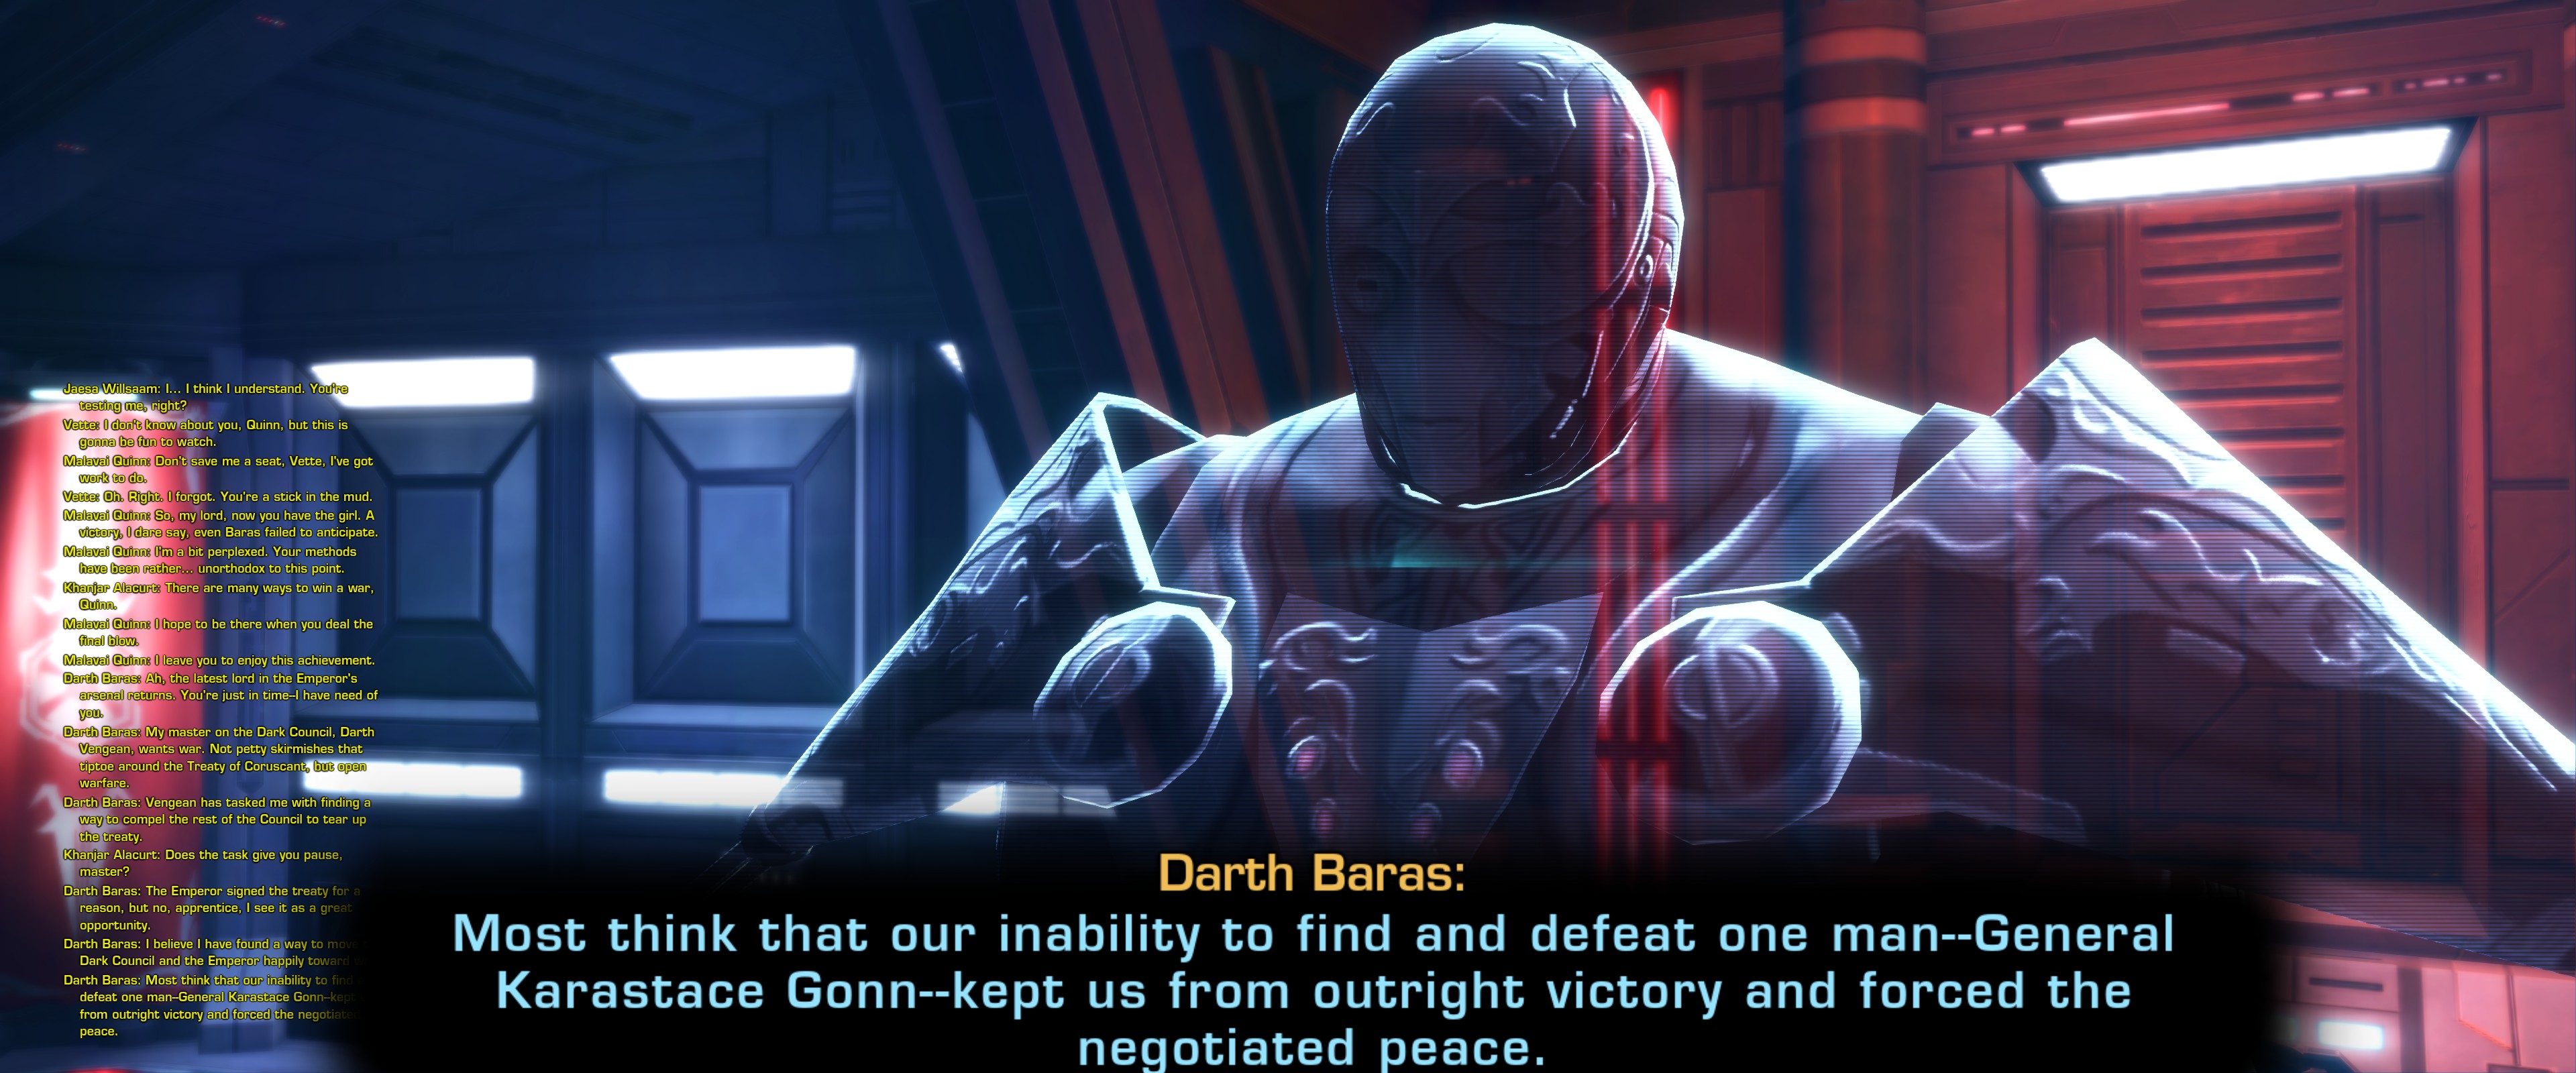 Jaesa Willsaam: I... I think I understand. You're
testing me, right?
Vette: I don't know about you, Quinn, but this is
gonna be fun to watch.
Malavai Quinn: Don't save me a seat, Vette, I've got
work to do.
Vette: Oh. Right. I forgot. You're a stick in the mud.
Malavai Quinn: So, my lord, now you have the girl. A
victory, I dare say, even Baras failed to anticipate.
Malavai Quinn: I'm a bit perplexed. Your methods
have been rather... unorthodox to this point.
Khanjar Alacurt: There are many ways to win a war,
Quinn.
Malavai Quinn: I hope to be there when you deal the
final blow.
Malavai Quinn: I leave you to enjoy this achievement.
Darth Baras: Ah, the latest lord in the Emperor's
arsenal returns. You're just in time--I have need of
you.
Darth Baras: My master on the Dark Council, Darth
Vengean, wants war. Not petty skirmishes that
tiptoe around the Treaty of Coruscant, but open
warfare.
Darth Baras: Vengean has tasked me with finding a
way to compel the rest of the Council to tear up
the treaty.
Khanjar Alacurt: Does the task give you pause,
master?
Darth Baras: The Emperor signed the treaty for a
reason, but no, apprentice, I see it as a great
opportunity.
Darth Baras: I believe I have found a way to move
Dark Council and the Emperor happily toward
Darth Baras: Most think that our inability to find
defeat one man--General Karastace Gonn--kept
from outright victory and forced the negotiated
peace.
Darth Baras:
Most think that our inability to find and defeat one man--General
Karastace Gonn--kept us from outright victory and forced the
negotiated peace.